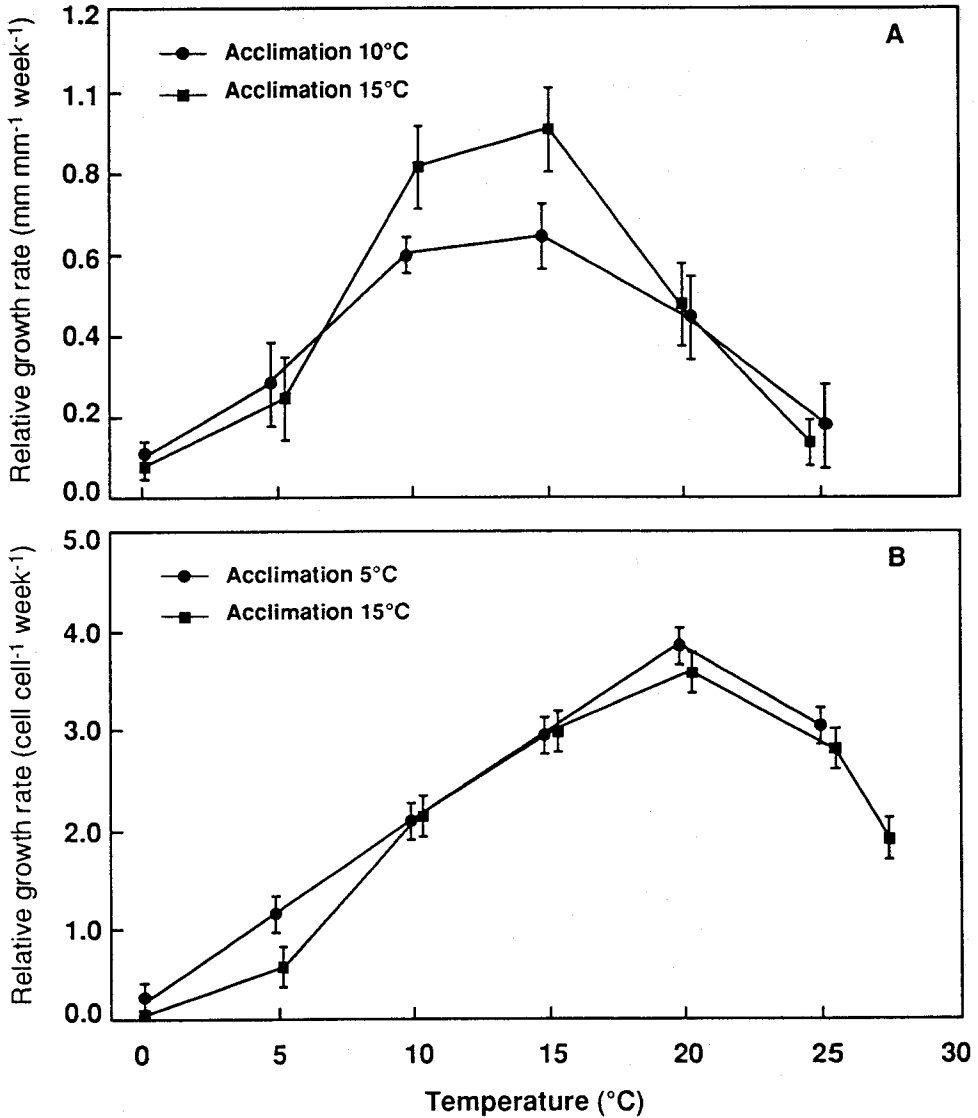 A
Acclimation 10°C
Acclimation 15°C
Relative growth rate (mm mm-1 week-1)
1.2
1.1
0.8
0.6
0.4
0.2
0.0
B
Acclimation 5°C
Acclimation 15°C
Relative growth rate (cell cell-1 week-1)
5.0
4.0
3.0
2.0
1.0
0.0
0 5 10 15 20 25 30
Temperature (°C)